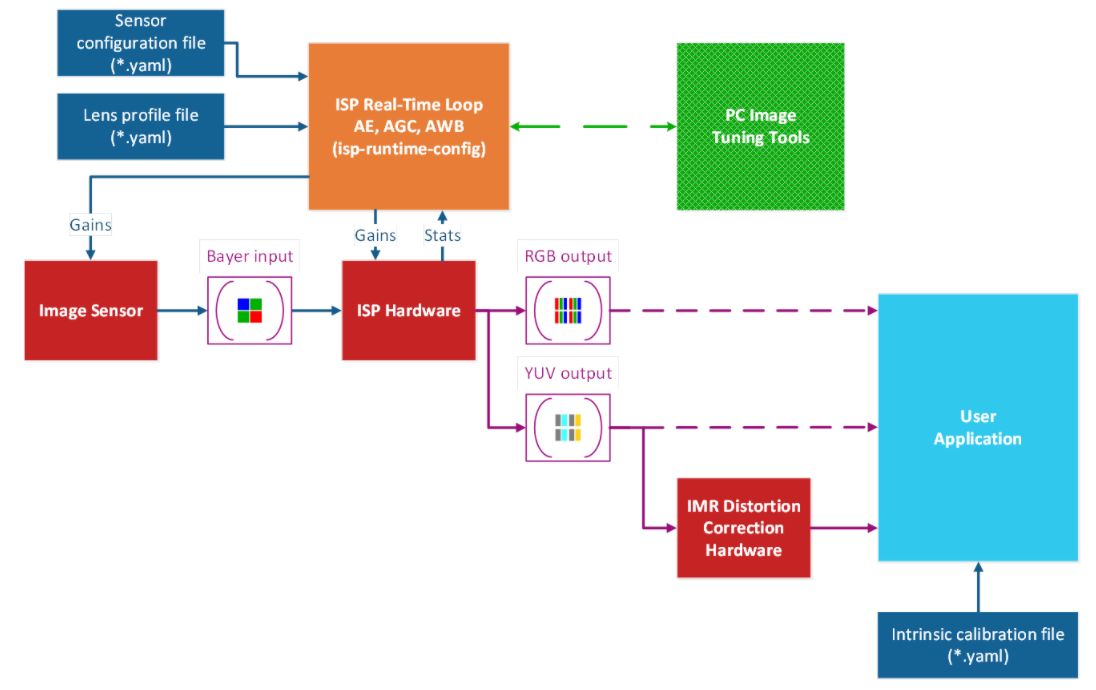 Sensor
configuration file
(*.yaml)
Lens profile file
(*.yaml)
ISP Real-Time Loop
AE, AGC, AWB
(isp-runtime-config)
PC Image
Tuning Tools
Gains
Gains
Stats
Bayer input
RGB output
Image Sensor
ISP Hardware
YUV output
User
Application
IMR Distortion
Correction
Hardware
Intrinsic calibration file
(*.yaml)